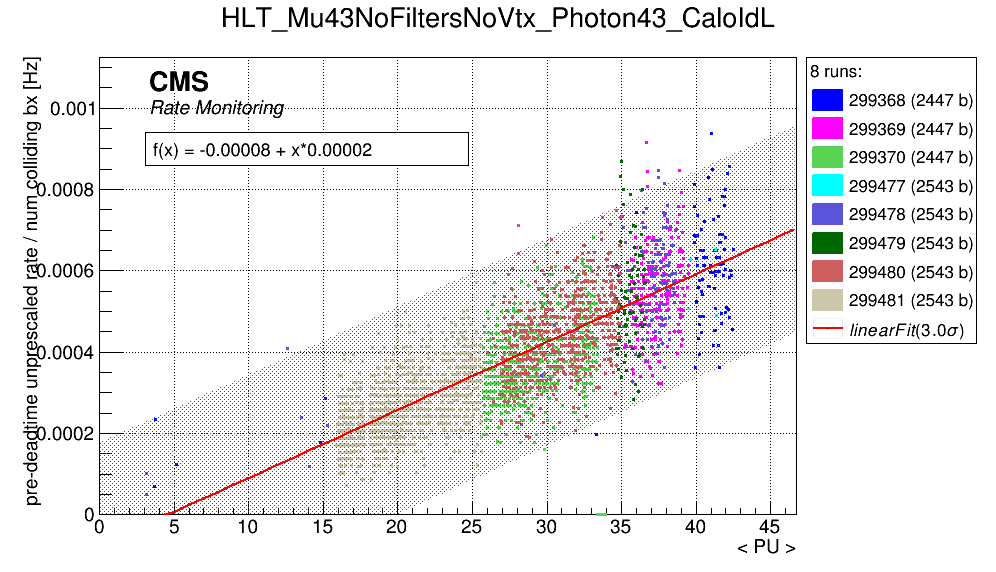 HLT_Mu43NoFiltersNoVtx_Photon43_CaloIdL
pre-deadtime unprescaled rate / num colliding bx [Hz]
CMS
Rate Monitoring
f(x) = -0.00008 + x*0.00002
0.001
0.0008
0.0006
0.0004
0.0002
0
0 5 10 15 20 25 30 35 40 45
< PU >
8 runs:
299368 (2447 b)
299369 (2447 b)
299370 (2447 b)
299477 (2543 b)
299478 (2543 b)
299479 (2543 b)
299480 (2543 b)
299481 (2543 b)
linearFit(3.0σ)